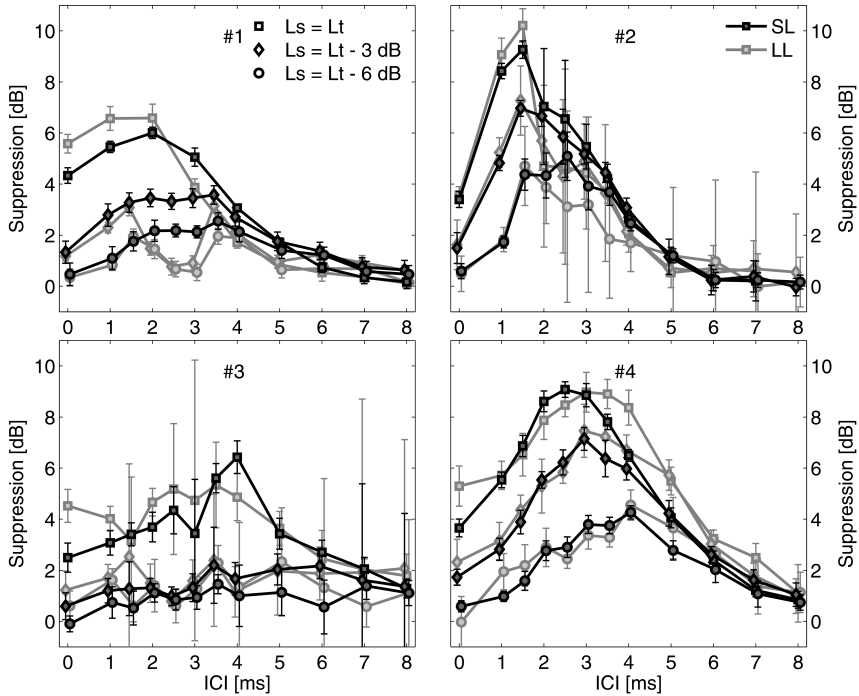 #1
Ls = Lt
Ls = Lt - 3 dB
Ls = Lt - 6 dB
Suppression [dB]
10
8
6
4
2
0
0 1 2 3 4 5 6 7 8
#2
SL
LL
Suppression [dB]
10
8
6
4
2
0
0 1 2 3 4 5 6 7 8
#3
Suppression [dB]
10
8
6
4
2
0
0 1 2 3 4 5 6 7 8
ICI [ms]
#4
Suppression [dB]
10
8
6
4
2
0
0 1 2 3 4 5 6 7 8
ICI [ms]